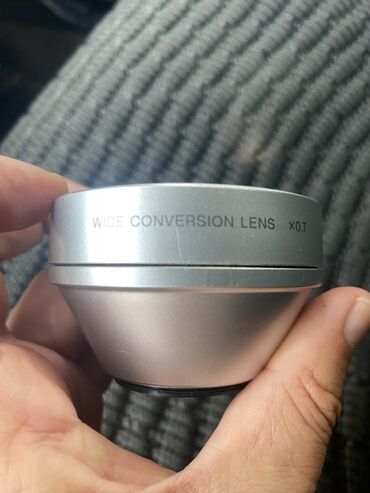 WIDE CONVERSION LENS ×0.7